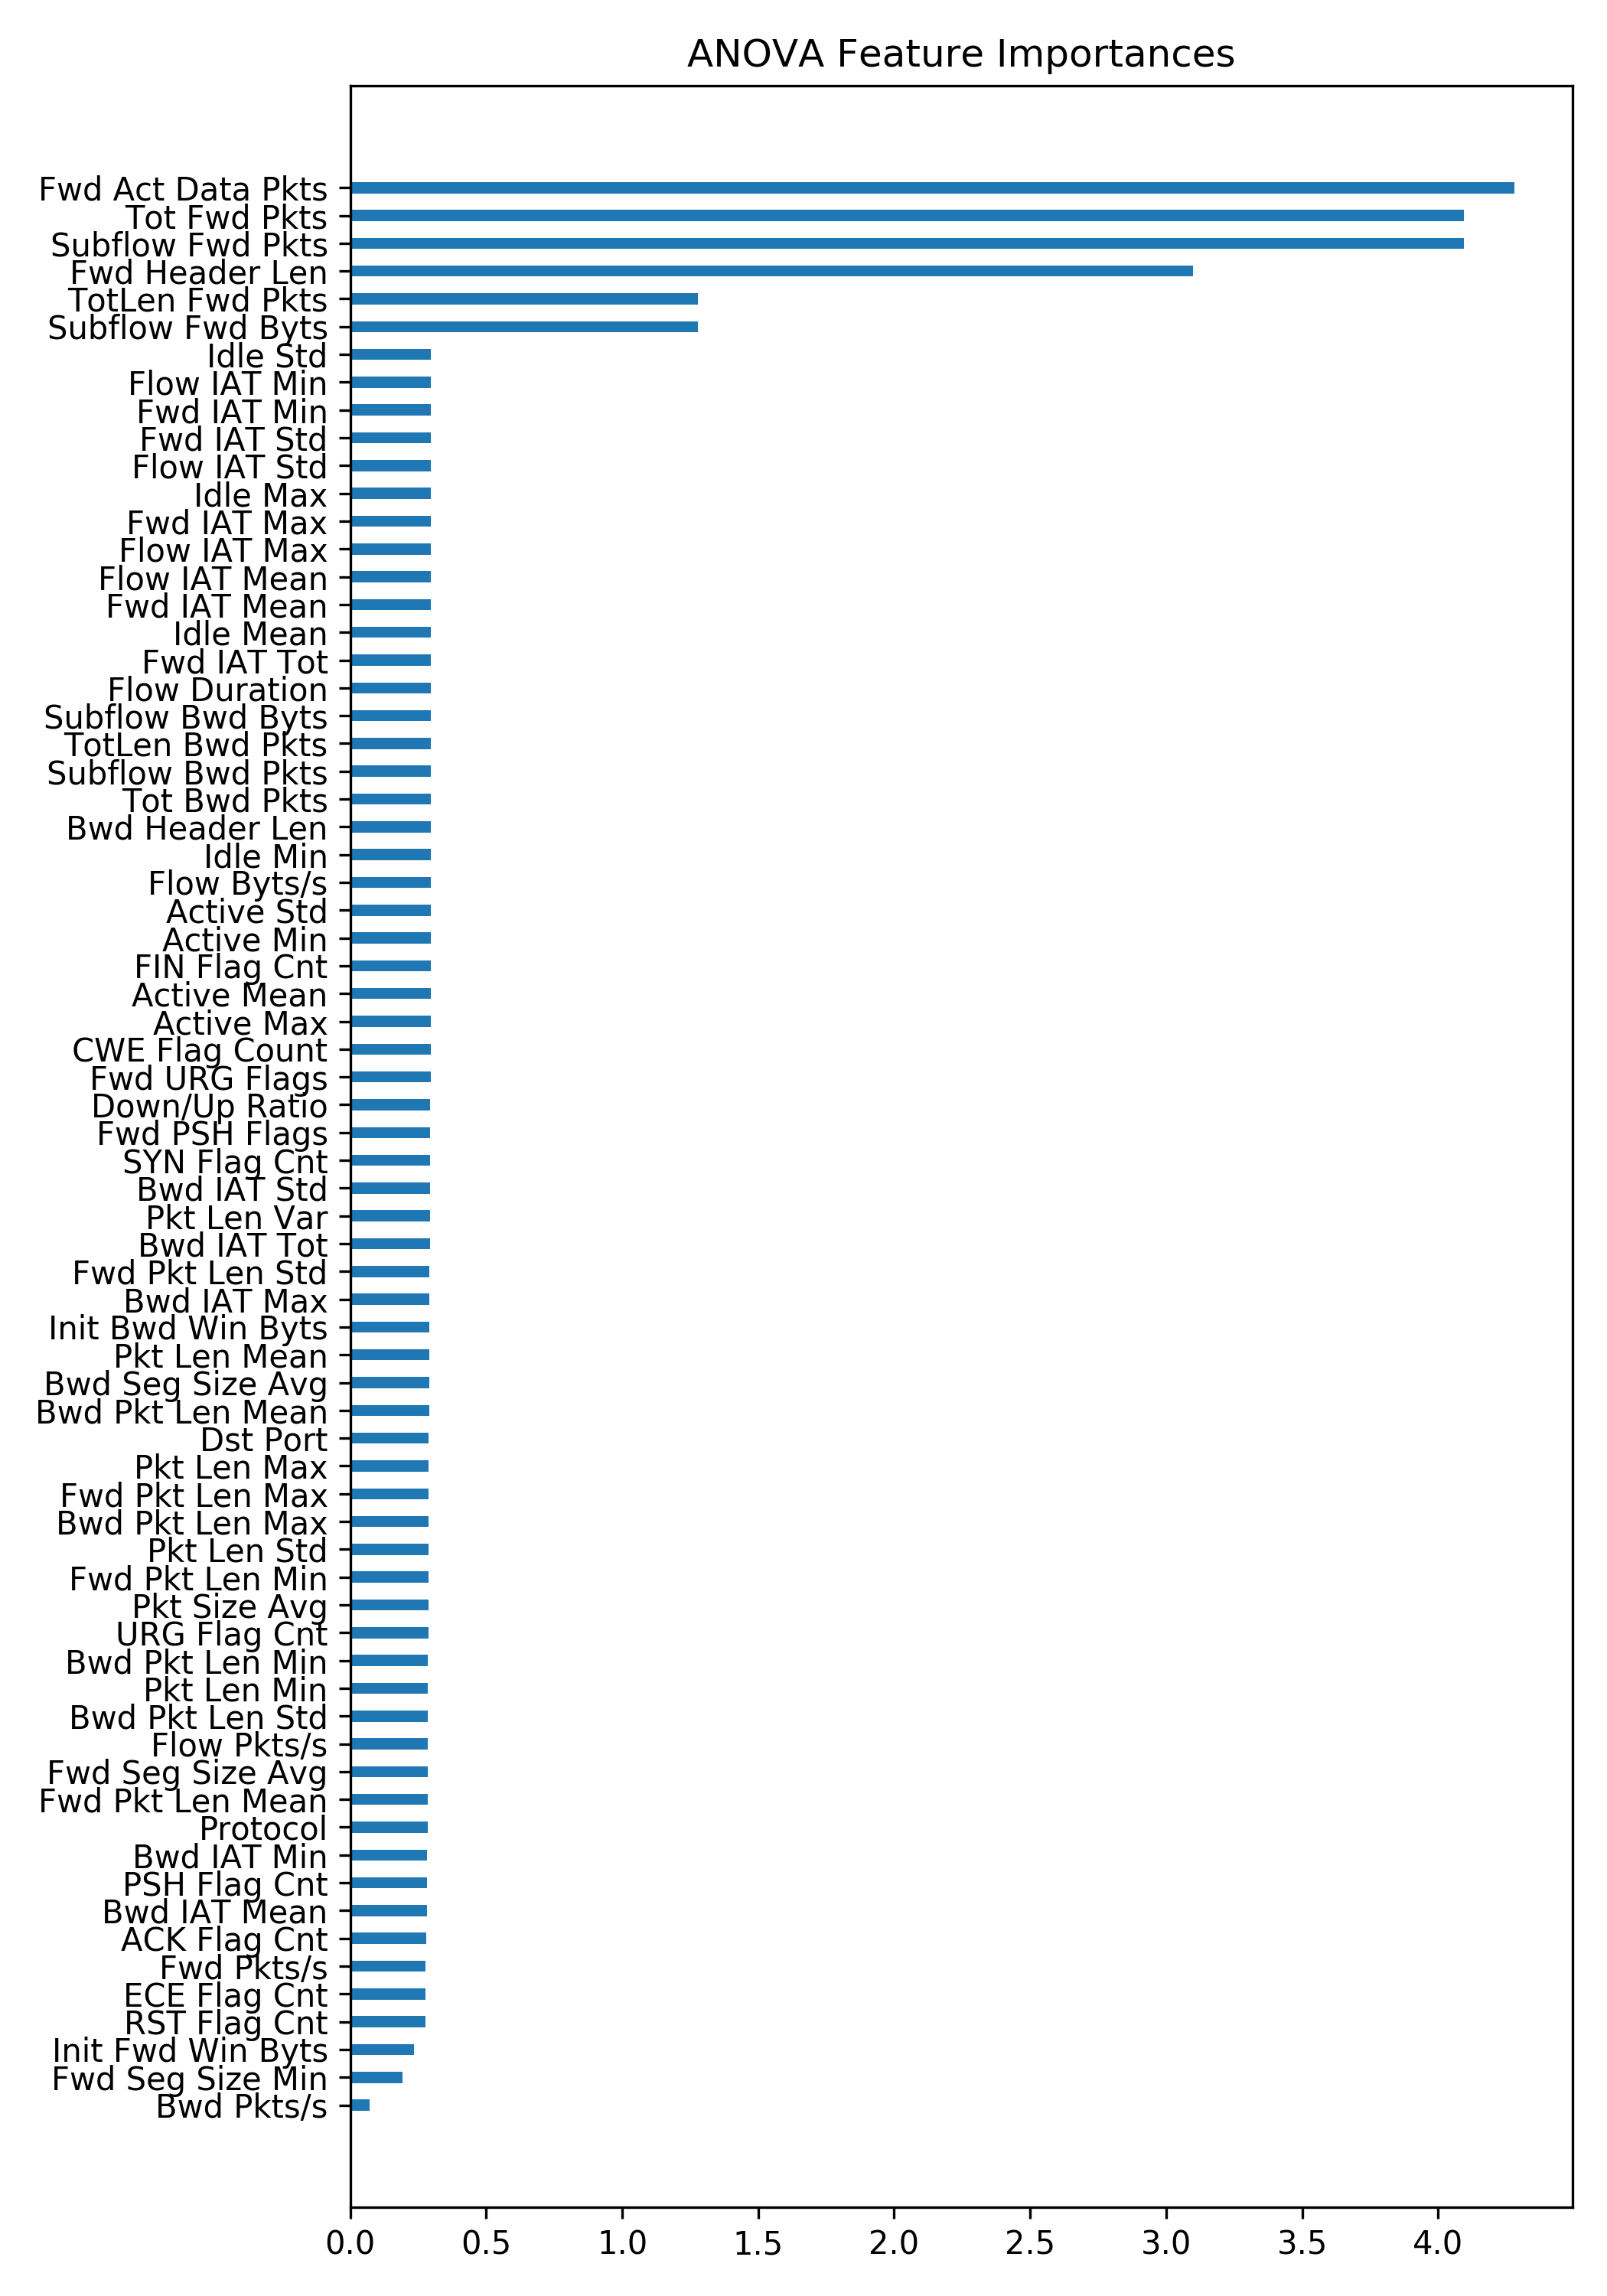 ANOVA Feature Importances
Fwd Act Data Pkts
Tot Fwd Pkts
Subflow Fwd Pkts
Fwd Header Len
TotLen Fwd Pkts
Subflow Fwd Byts
Idle Std
Flow IAT Min
Fwd IAT Min
Fwd IAT Std
Flow IAT Std
Idle Max
Fwd IAT Max
Flow IAT Max
Flow IAT Mean
Fwd IAT Mean
Idle Mean
Fwd IAT Tot
Flow Duration
Subflow Bwd Byts
TotLen Bwd Pkts
Subflow Bwd Pkts
Tot Bwd Pkts
Bwd Header Len
Idle Min
Flow Byts/s
Active Std
Active Min
FIN Flag Cnt
Active Mean
Active Max
CWE Flag Count
Fwd URG Flags
Down/Up Ratio
Fwd PSH Flags
SYN Flag Cnt
Bwd IAT Std
Pkt Len Var
Bwd IAT Tot
Fwd Pkt Len Std
Bwd IAT Max
Init Bwd Win Byts
Pkt Len Mean
Bwd Seg Size Avg
Bwd Pkt Len Mean
Dst Port
Pkt Len Max
Fwd Pkt Len Max
Bwd Pkt Len Max
Pkt Len Std
Fwd Pkt Len Min
Pkt Size Avg
URG Flag Cnt
Bwd Pkt Len Min
Pkt Len Min
Bwd Pkt Len Std
Flow Pkts/s
Fwd Seg Size Avg
Fwd Pkt Len Mean
Protocol
Bwd IAT Min
PSH Flag Cnt
Bwd IAT Mean
ACK Flag Cnt
Fwd Pkts/s
ECE Flag Cnt
RST Flag Cnt
Init Fwd Win Byts
Fwd Seg Size Min
Bwd Pkts/s
0.0 0.5 1.0 1.5 2.0 2.5 3.0 3.5 4.0